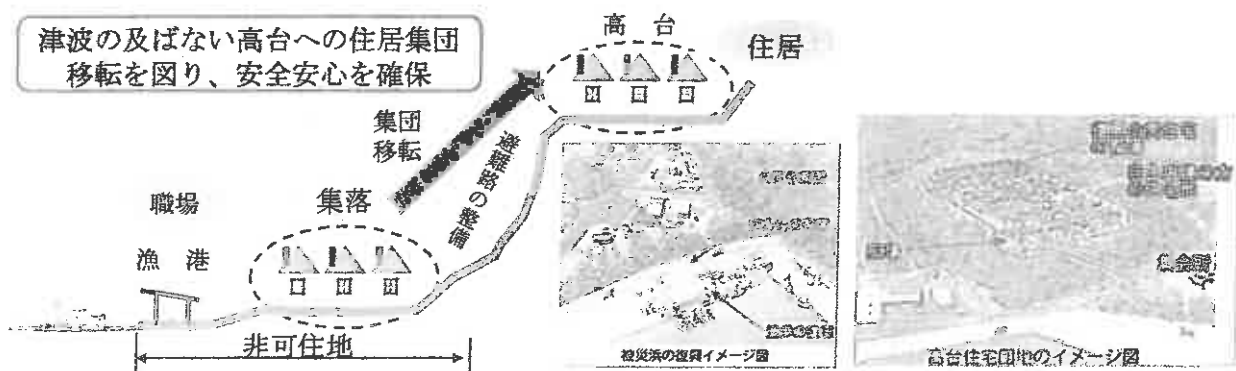 津波の及ばない高台への住居集団
移転を図り、安全安心を確保
高 台
住居
集団
移転
避難路の整備
職場
集落
漁 港
非可住地
集会所
被災浜の復興イメージ図
高台住宅団地のイメージ図